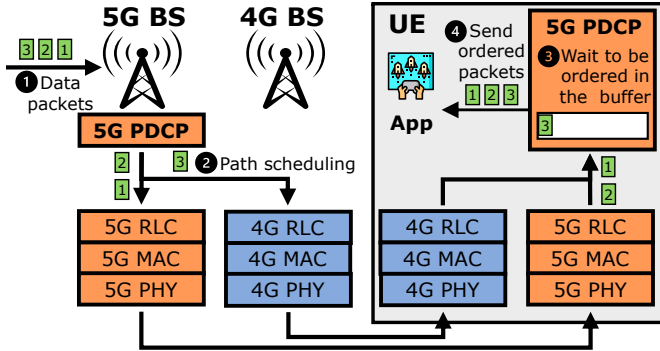 5G BS
4G BS
3 2 1
1 Data
packets
5G PDCP
2
1
3
2 Path scheduling
5G RLC
5G MAC
5G PHY
4G RLC
4G MAC
4G PHY
UE
App
4 Send
ordered
packets
1 2 3
5G PDCP
3 Wait to be
ordered in
the buffer
3
1
2
4G RLC
4G MAC
4G PHY
5G RLC
5G MAC
5G PHY